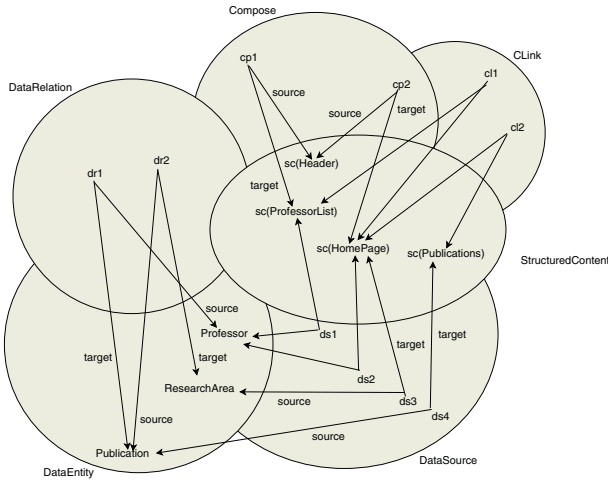 Compose
CLink
cp1
cl1
source
cp2
DataRelation
source
target
cl2
dr1
dr2
sc(Header)
target
sc(ProfessorList)
sc(HomePage)
sc(Publications)
StructuredContent
source
Professor
ds1
target
target
target
target
ResearchArea
ds2
source
ds3
source
ds4
source
Publication
DataEntity
DataSource